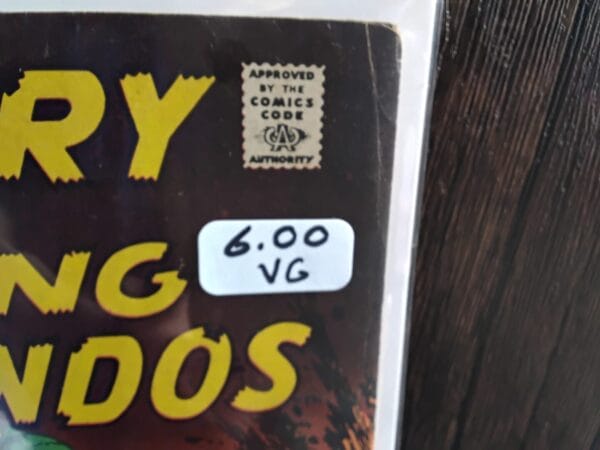 RY
APPROVED
BY THE
COMICS
CODE
CA
AUTHORITY
6.00
VG
NG
NDOS